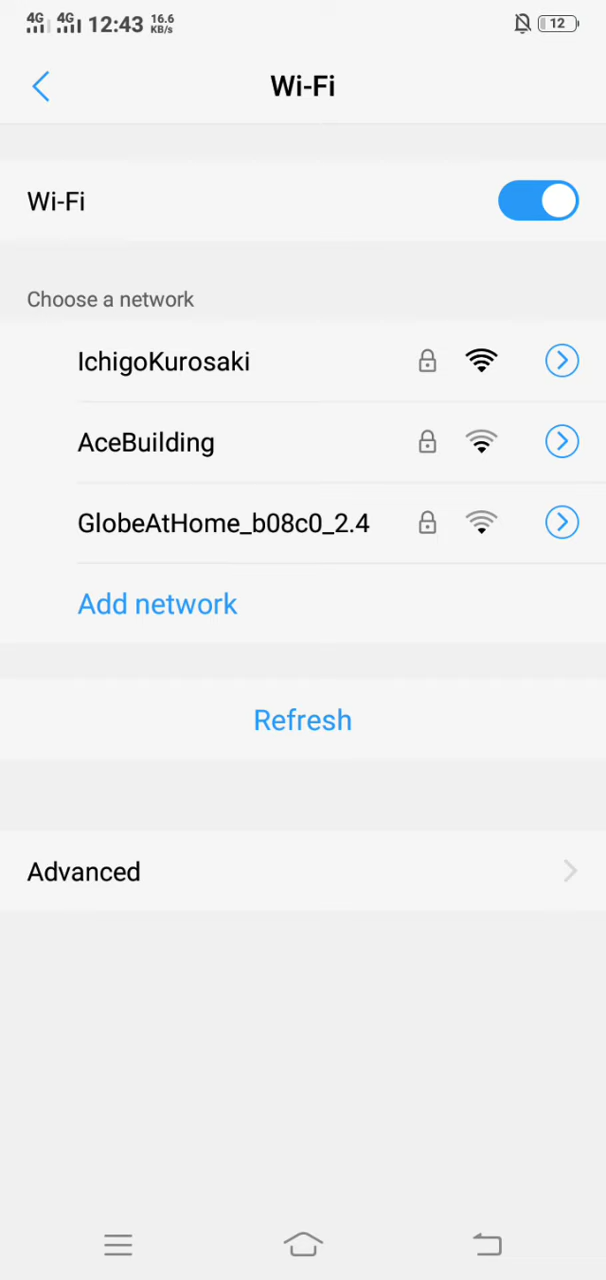 4G 4G 12:43 16.6 KB/s 12
Wi-Fi
Wi-Fi
Choose a network
IchigoKurosaki
AceBuilding
GlobeAtHome_b08c0_2.4
Add network
Refresh
Advanced